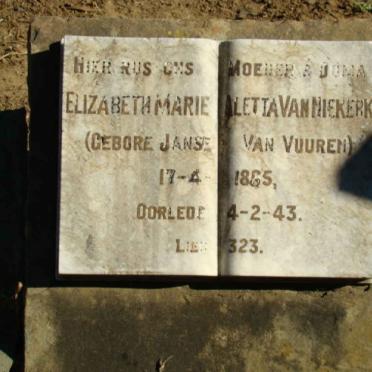 HIER RUS ONS MOEDER & OUMA
ELIZABETH MARIE ALETTA VAN NIEKERK
(GEBORE JANSE VAN VUUREN)
17-4- 1865,
OORLEDE 4-2-43.
LIED 323.